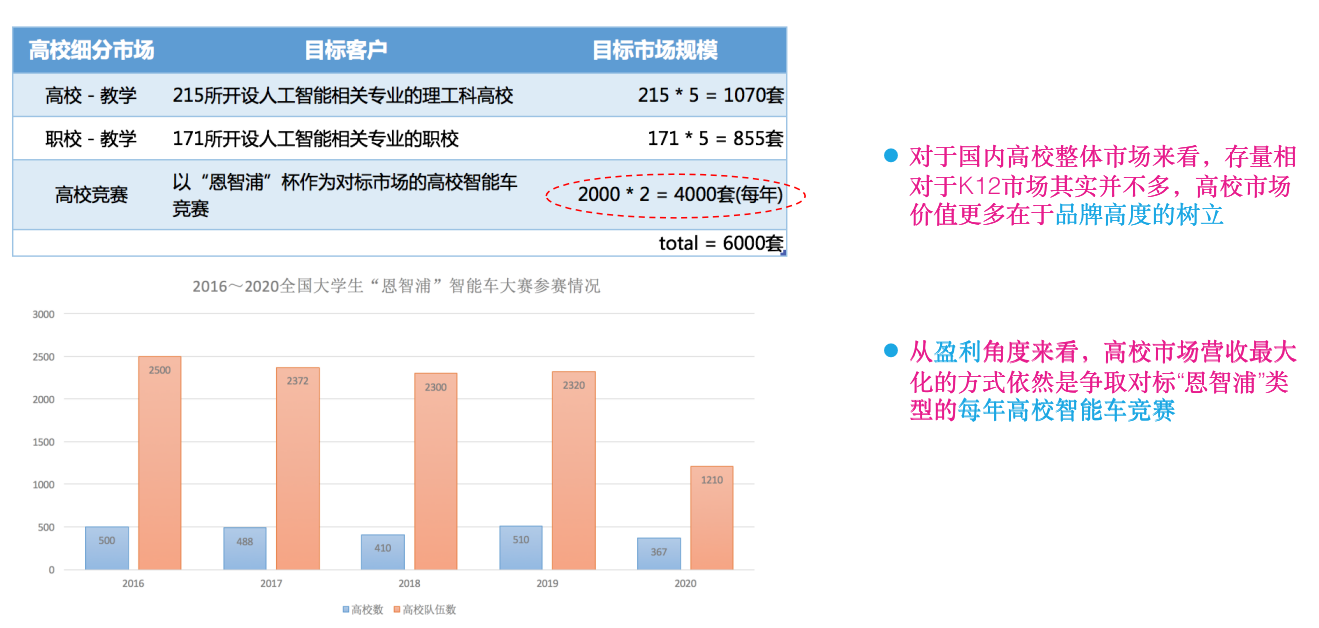 高校细分市场 目标客户 目标市场规模
高校 - 教学 215所开设人工智能相关专业的理工科高校 215 * 5 = 1070套
职校 - 教学 171所开设人工智能相关专业的职校 171 * 5 = 855套
高校竞赛 以“恩智浦”杯作为对标市场的高校智能车
竞赛 2000 * 2 = 4000套(每年)
total = 6000套
2016～2020全国大学生“恩智浦”智能车大赛参赛情况
3000
2500
2000
1500
1000
500
0
500 2500
488 2372
410 2300
510 2320
367 1210
2016 2017 2018 2019 2020
高校数 高校队伍数
对于国内高校整体市场来看，存量相
对于K12市场其实并不多，高校市场
价值更多在于品牌高度的树立
从盈利角度来看，高校市场营收最大
化的方式依然是争取对标“恩智浦”类
型的每年高校智能车竞赛